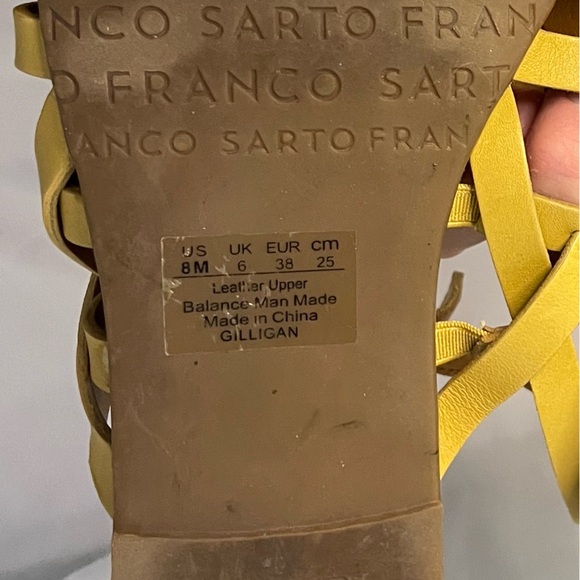 NCO SARTO FRAN
O FRANCO SART
ANCO SARTO FRAN
US UK EUR cm
8M 6 38 25
Leather Upper
Balance Man Made
Made in China
GILLIGAN